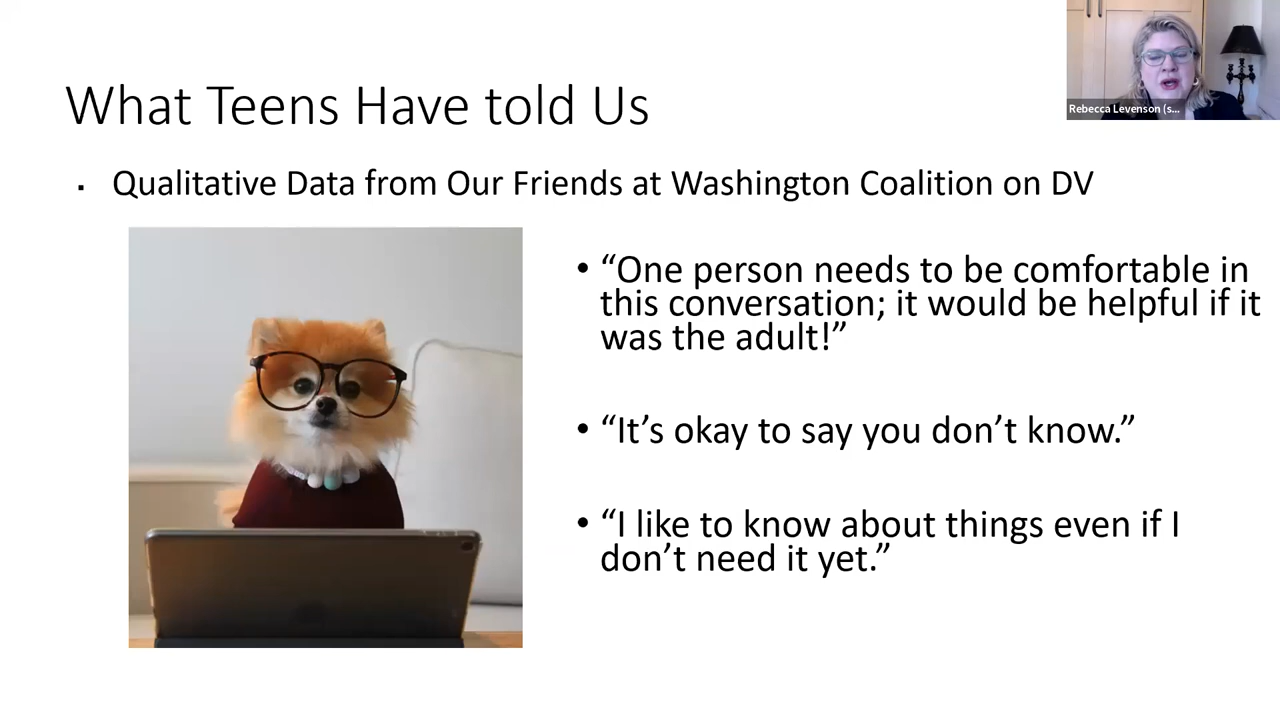 What Teens Have told Us
Rebecca Levenson (s...
▪ Qualitative Data from Our Friends at Washington Coalition on DV
• “One person needs to be comfortable in
this conversation; it would be helpful if it
was the adult!”
• “It’s okay to say you don’t know.”
• “I like to know about things even if I
don’t need it yet.”